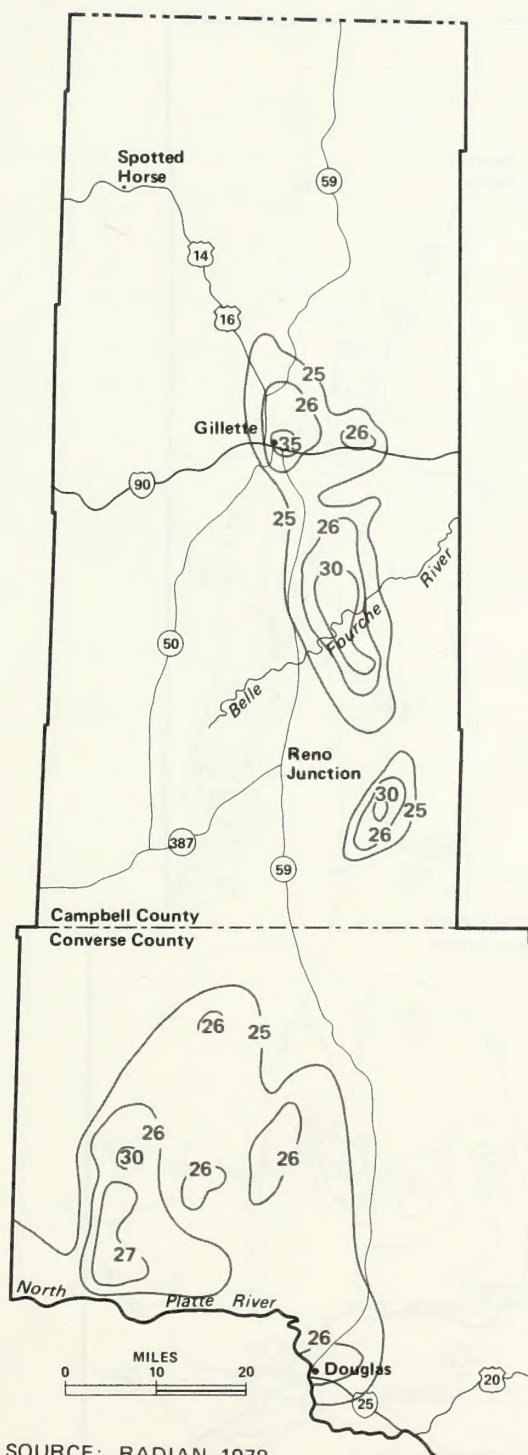 Spotted
Horse
59
14
16
25
26
Gillette
35
26
90
25
26
30
Belle Fourche River
50
Reno
Junction
30
25
26
387
59
Campbell County
Converse County
26
25
26
30
26
26
27
North Platte River
26
MILES
0 10 20
Douglas
20
25
SOURCE: RADIAN, 1978